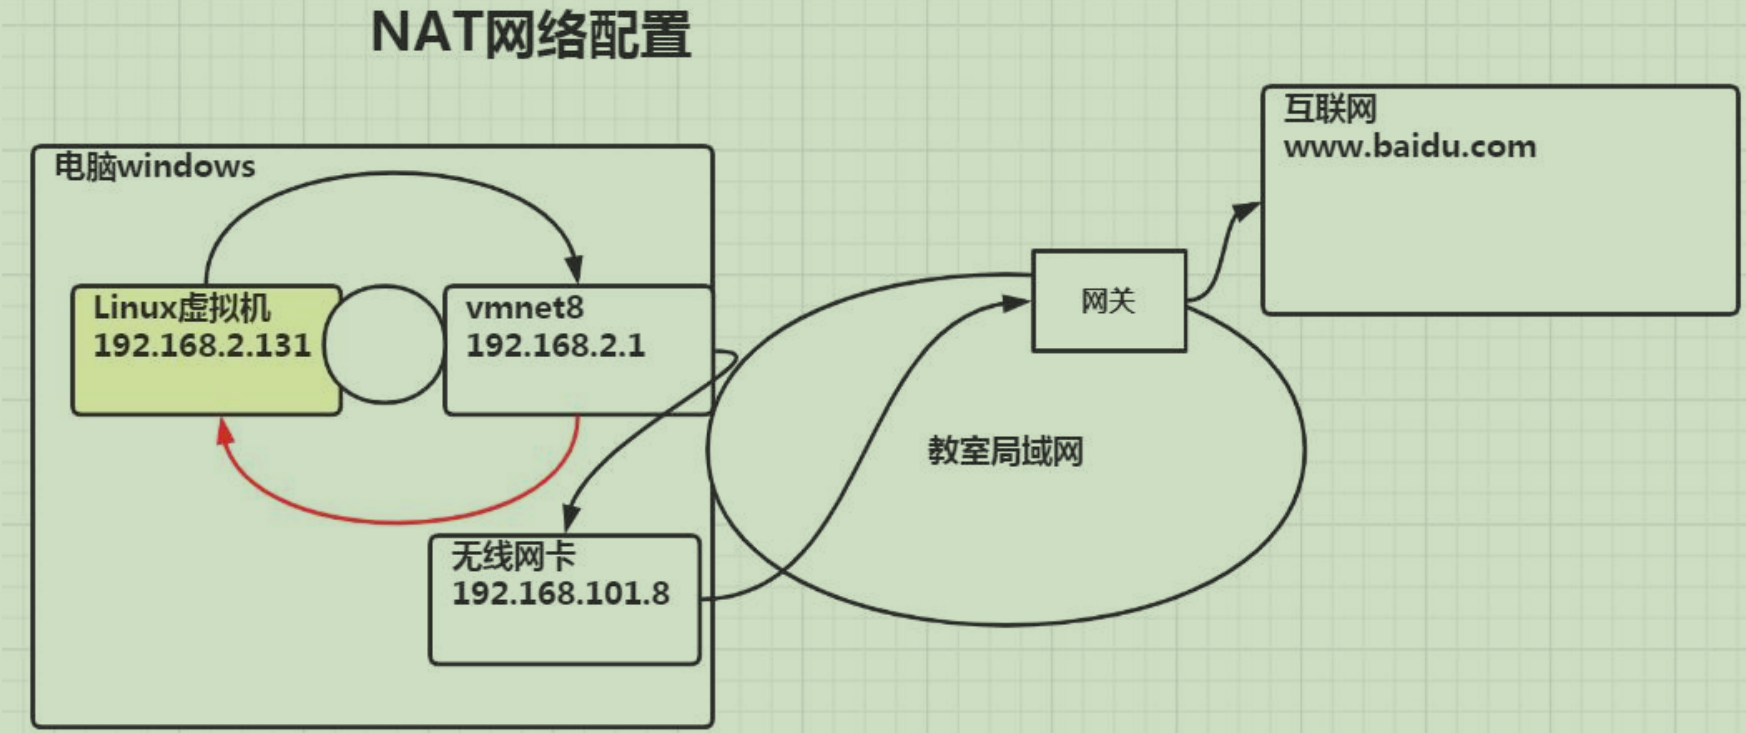 NAT网络配置
互联网
www.baidu.com
电脑windows
Linux虚拟机
192.168.2.131
vmnet8
192.168.2.1
网关
教室局域网
无线网卡
192.168.101.8